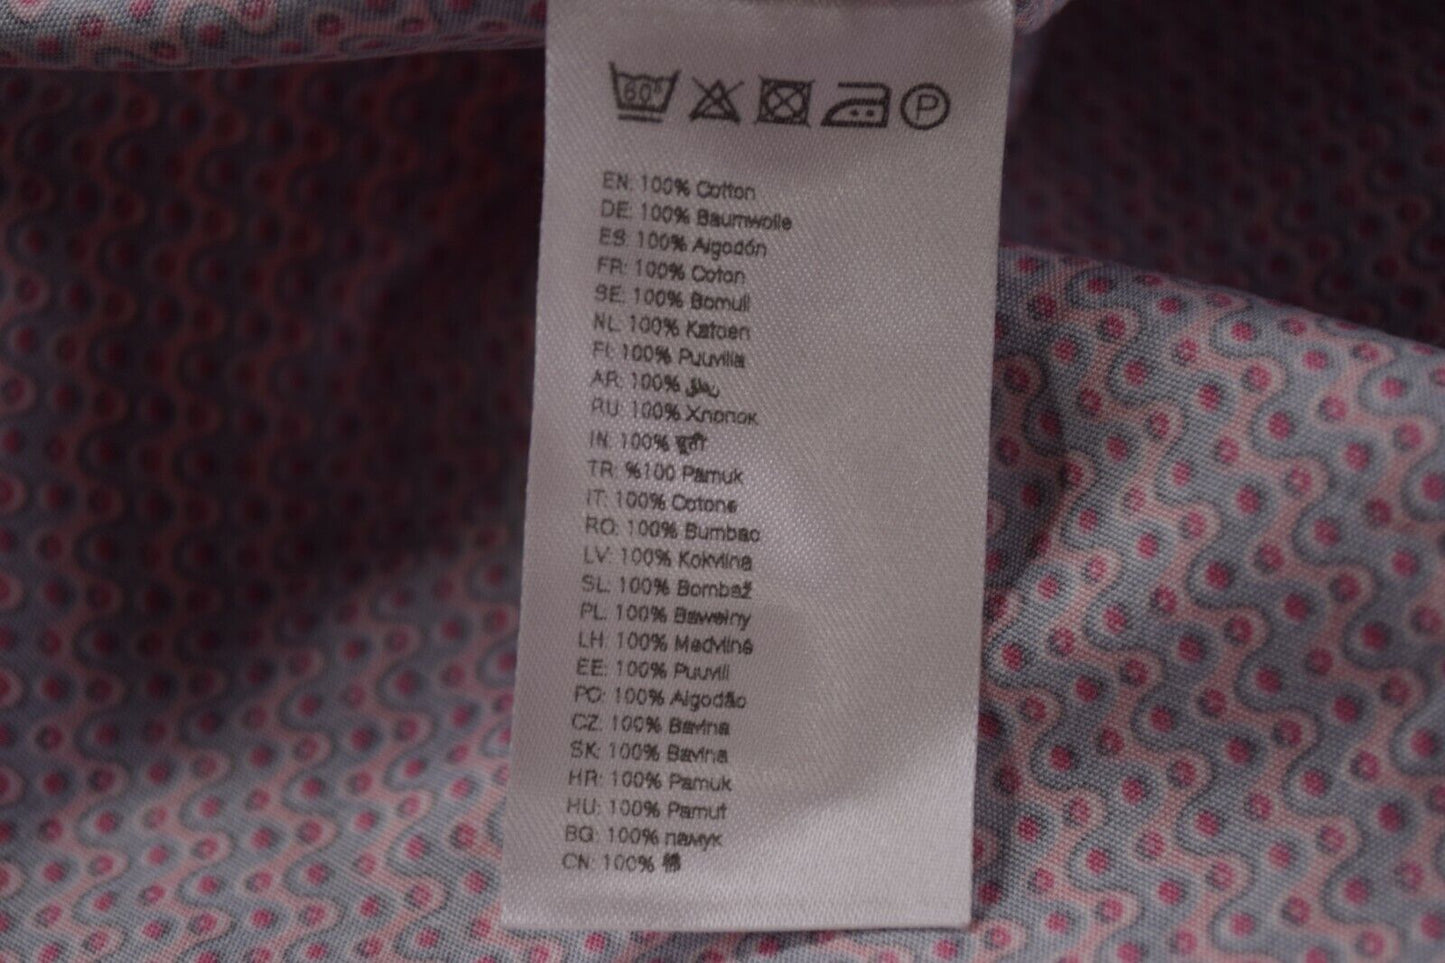 60°
P
EN: 100% Cotton
DE: 100% Baumwolle
ES: 100% Algodón
FR: 100% Coton
SE: 100% Bomull
NL: 100% Katoen
FI: 100% Puuvilla
AR: 100%
RU: 100% Хлопок
IN: 100% सूती
TR: %100 Pamuk
IT: 100% Cotone
RO: 100% Bumbac
LV: 100% Kokvilna
SL: 100% Bombaž
PL: 100% Bawełny
LH: 100% Medvilnė
EE: 100% Puuvill
PO: 100% Algodão
CZ: 100% Bavlna
SK: 100% Bavlna
HR: 100% Pamuk
HU: 100% Pamut
BG: 100% памук
CN: 100% 棉